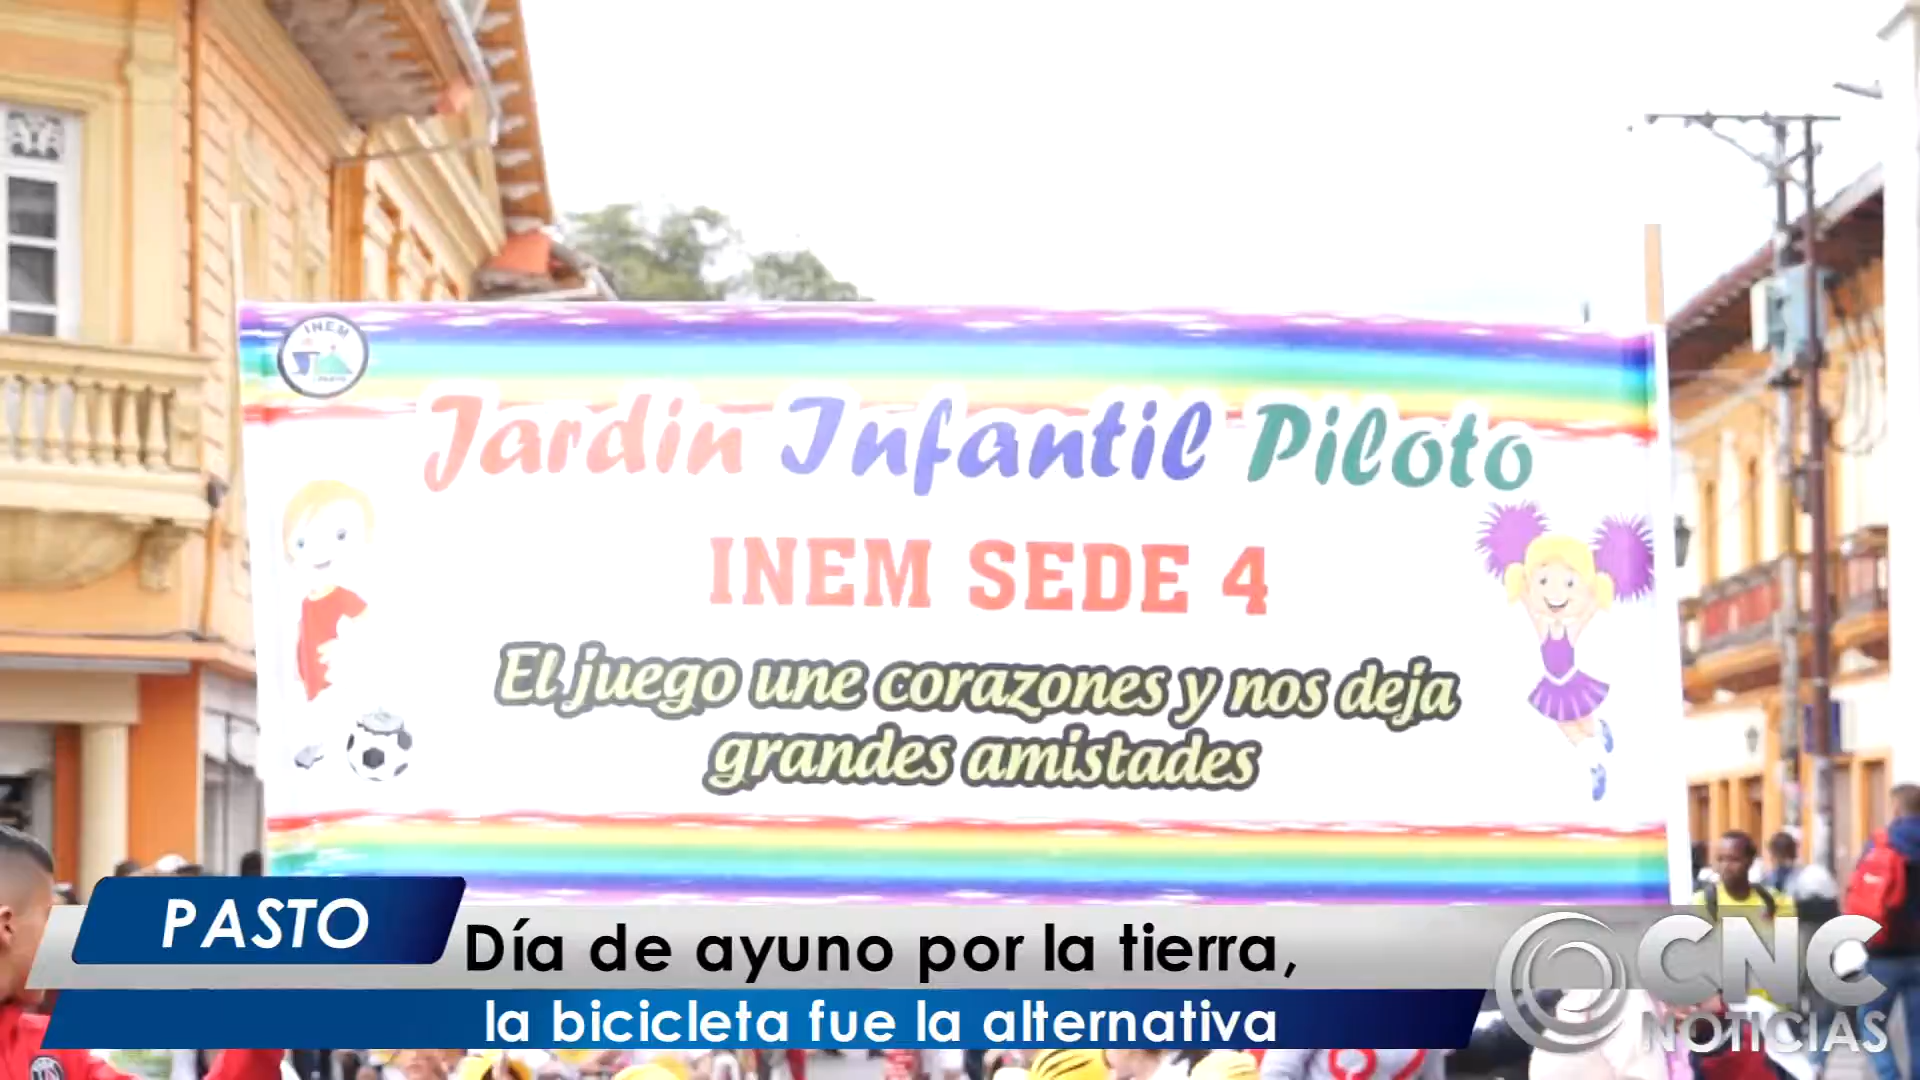 INEM
Jardin Infantil Piloto
INEM SEDE 4
El juego une corazones y nos deja
grandes amistades
PASTO
Día de ayuno por la tierra,
la bicicleta fue la alternativa
CNC
NOTICIAS